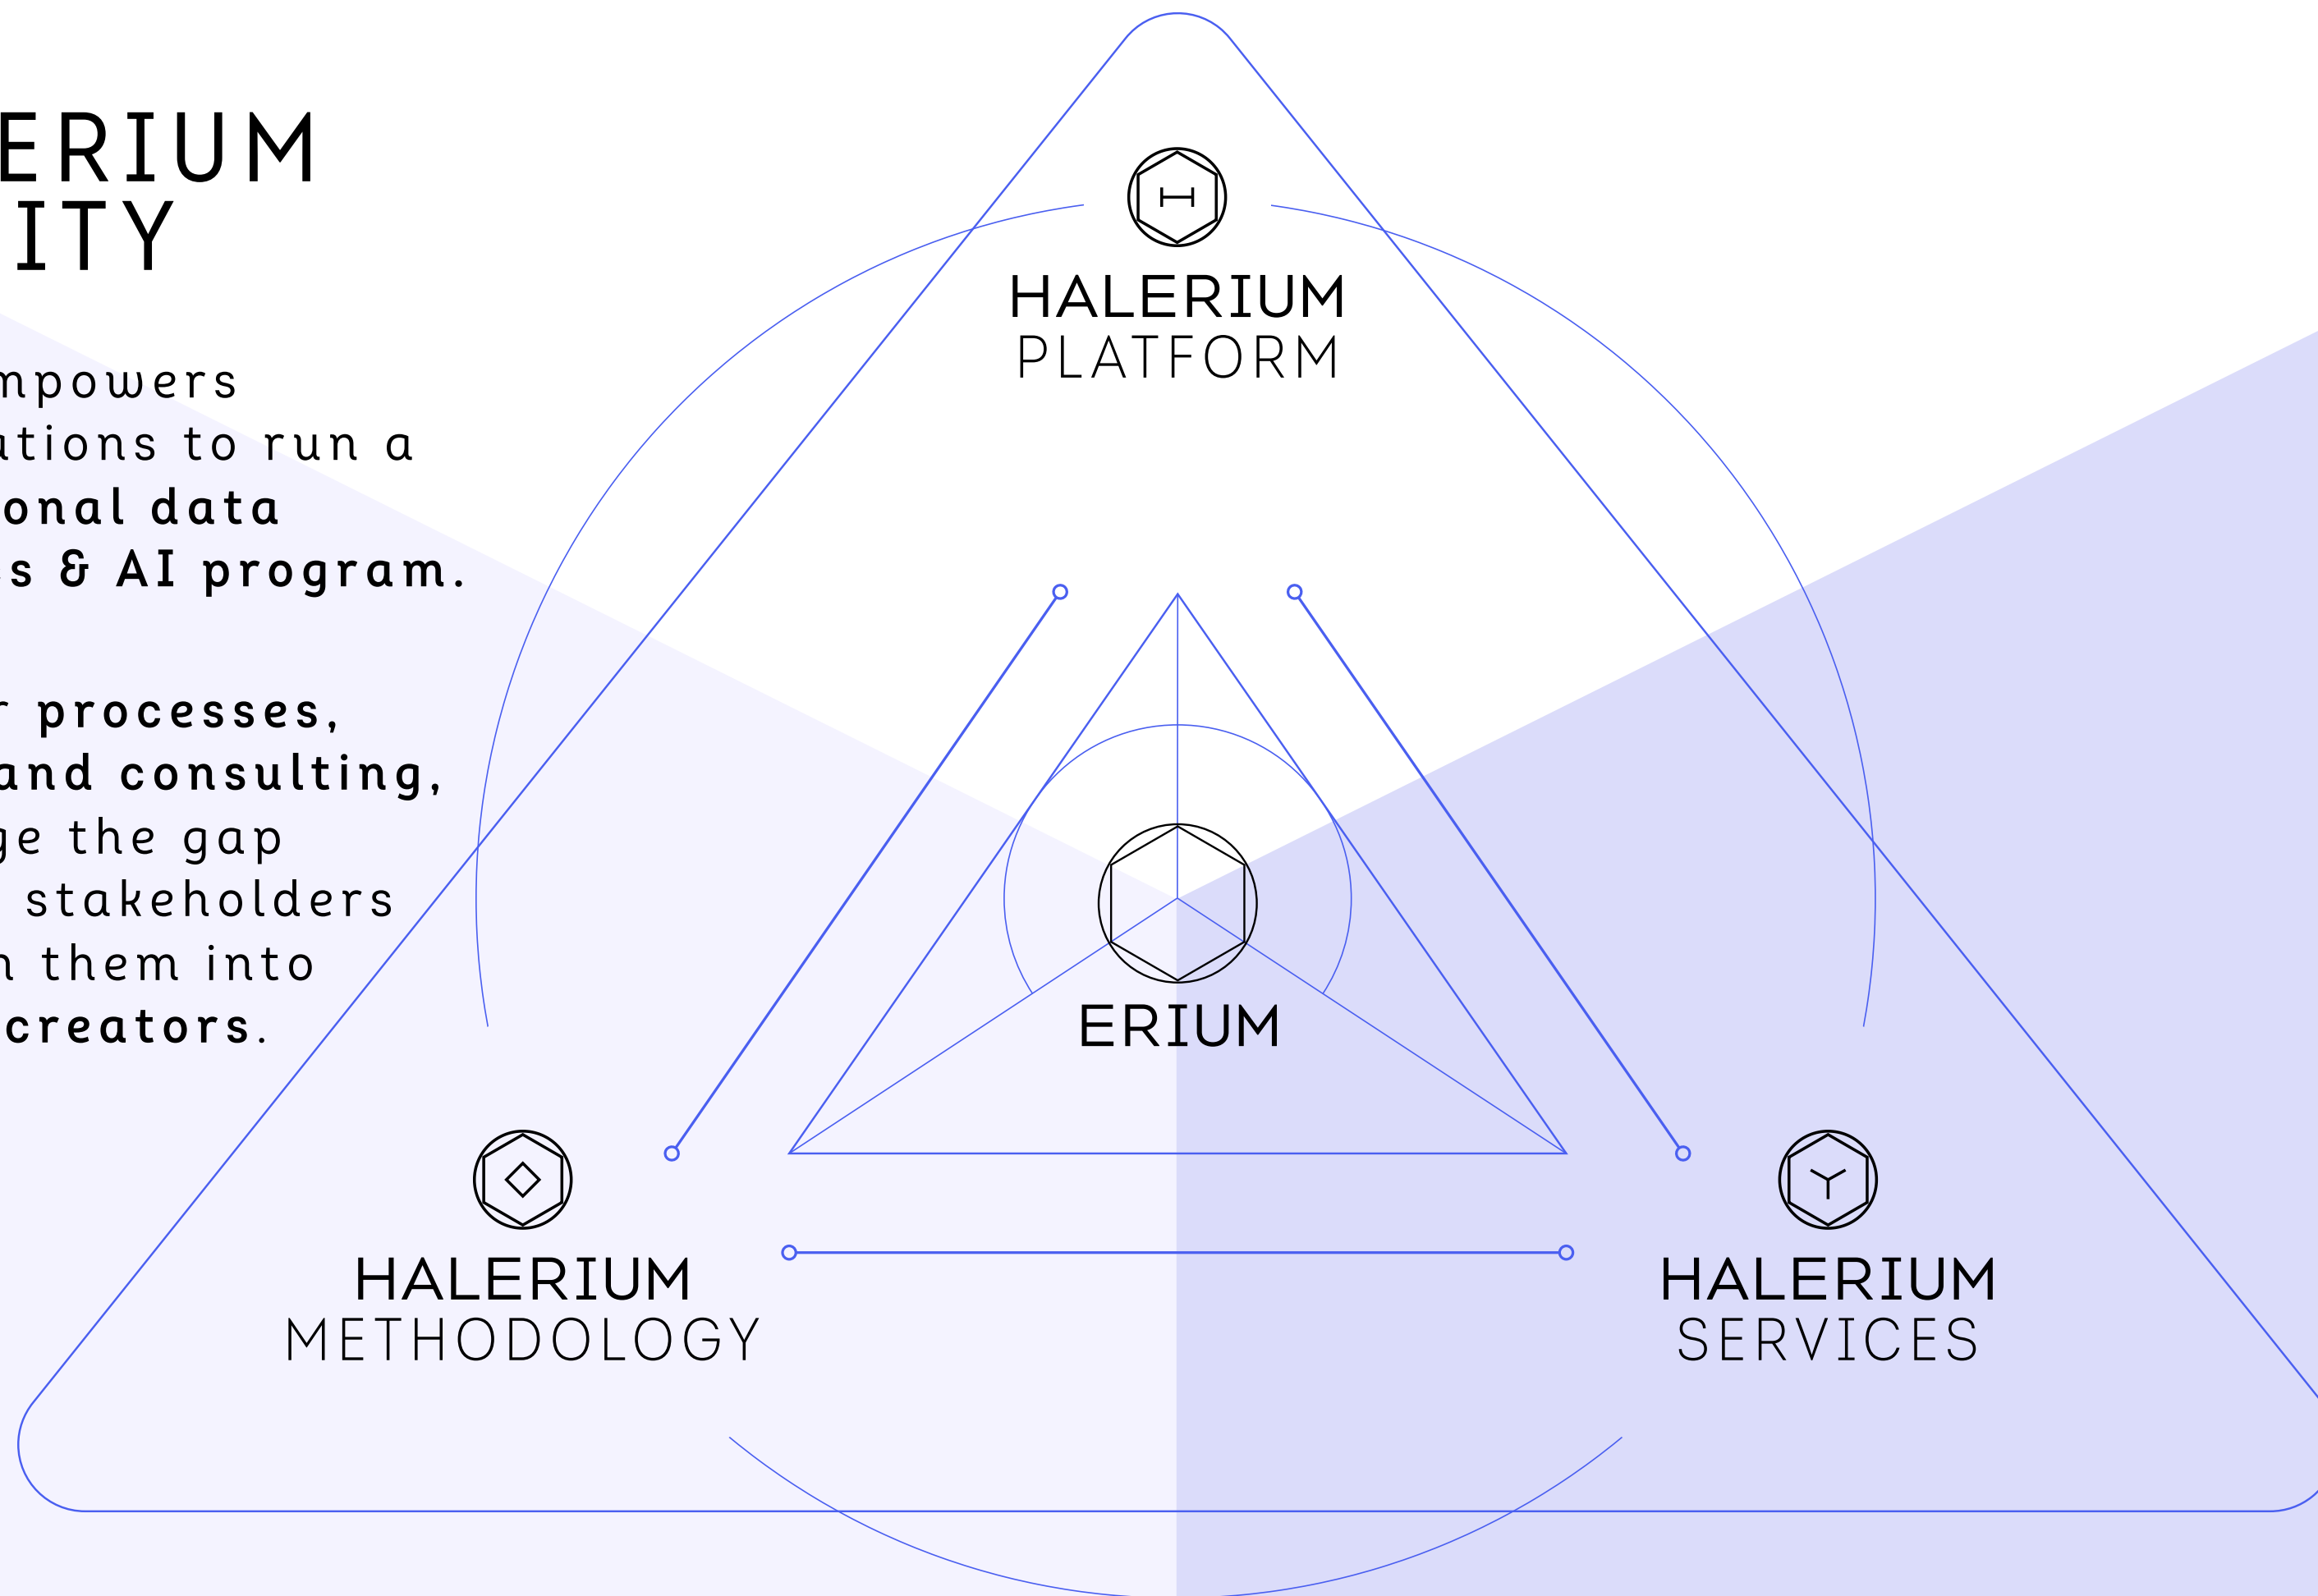 ERIUM
ITY
mpowers
ations to run a
onal data
s & AI program.
r processes,
and consulting,
ge the gap
stakeholders
n them into
creators.
HALERIUM
PLATFORM
ERIUM
HALERIUM
METHODOLOGY
HALERIUM
SERVICES